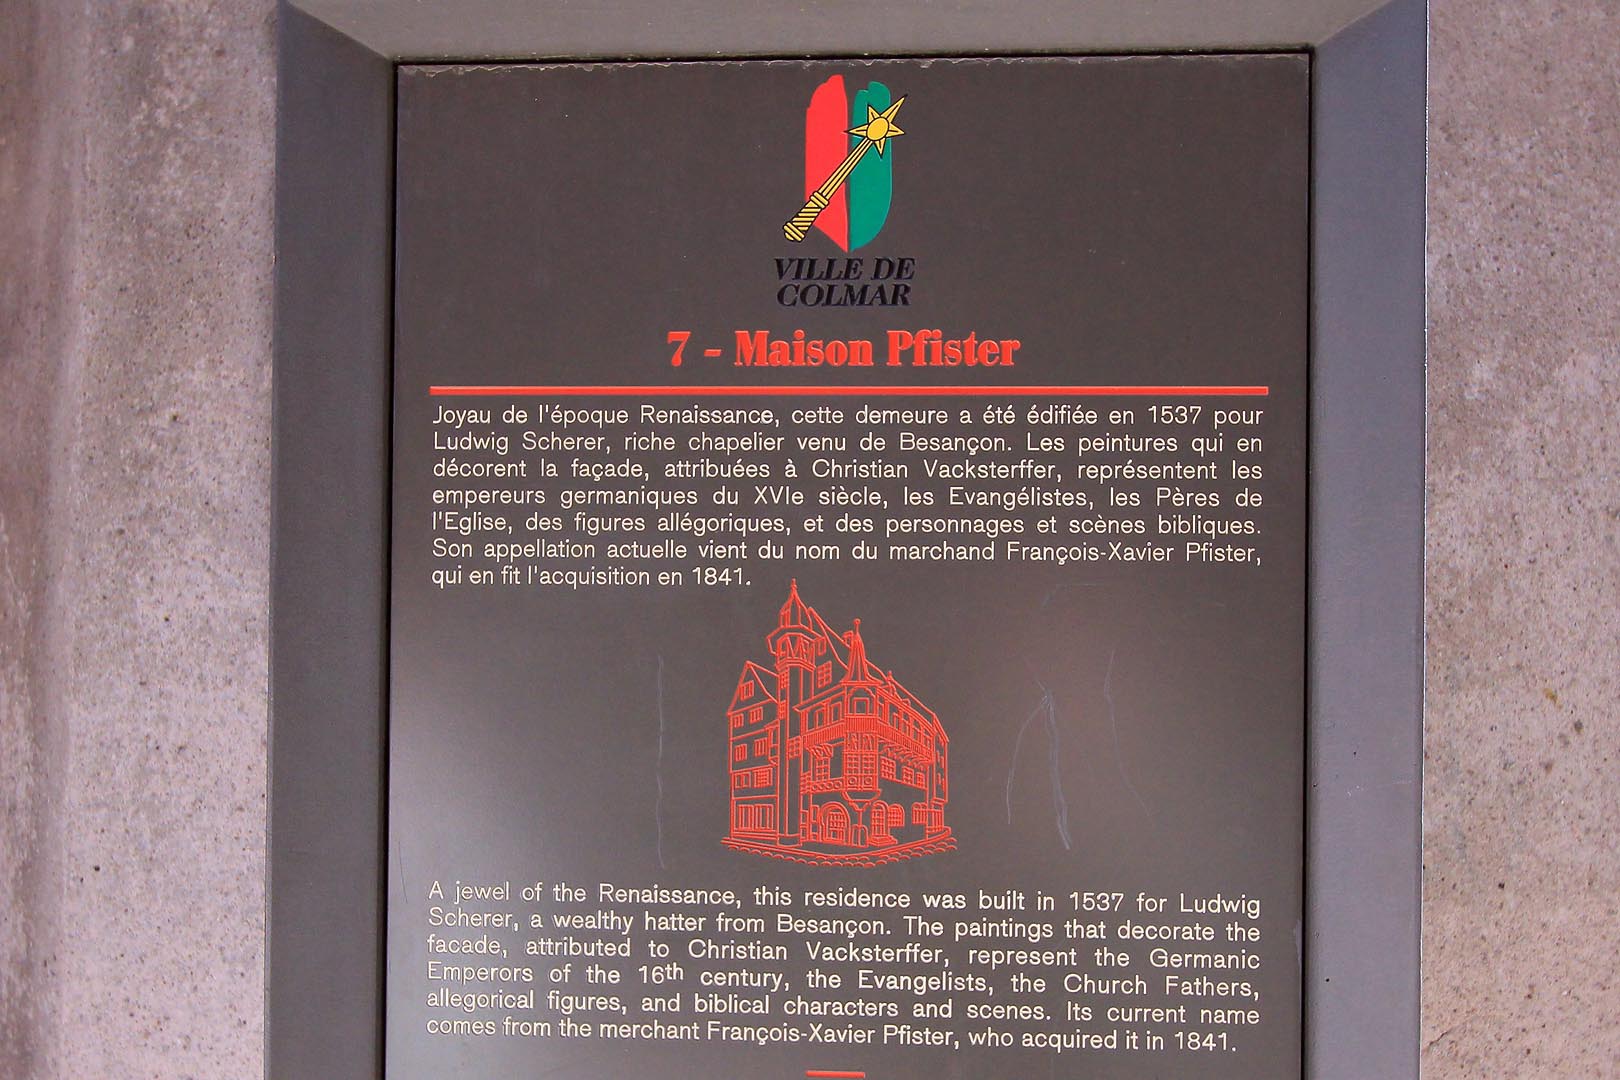 VILLE DE
COLMAR
7 - Maison Pfister
Joyau de l'époque Renaissance, cette demeure a été édifiée en 1537 pour
Ludwig Scherer, riche chapelier venu de Besançon. Les peintures qui en
décorent la façade, attribuées à Christian Vacksterffer, représentent les
empereurs germaniques du XVIe siècle, les Evangélistes, les Pères de
l'Eglise, des figures allégoriques, et des personnages et scènes bibliques.
Son appellation actuelle vient du nom du marchand François-Xavier Pfister,
qui en fit l'acquisition en 1841.
A jewel of the Renaissance, this residence was built in 1537 for Ludwig
Scherer, a wealthy hatter from Besançon. The paintings that decorate the
facade, attributed to Christian Vacksterffer, represent the Germanic
Emperors of the 16th century, the Evangelists, the Church Fathers,
allegorical figures, and biblical characters and scenes. Its current name
comes from the merchant François-Xavier Pfister, who acquired it in 1841.